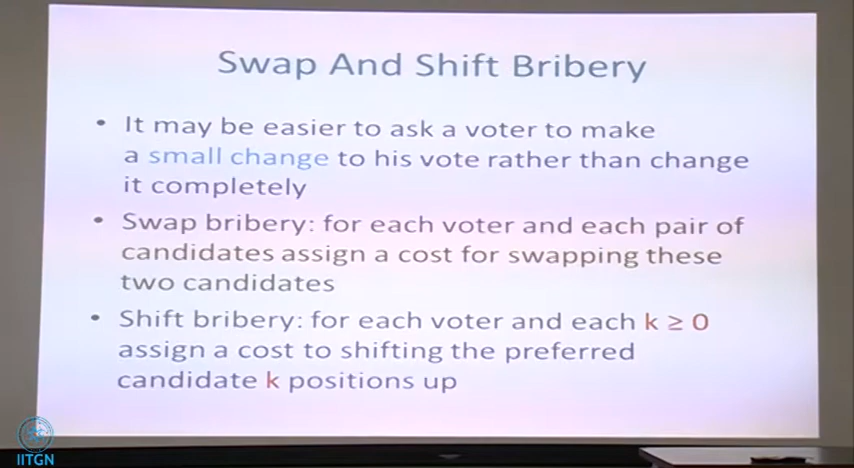 Swap And Shift Bribery
• It may be easier to ask a voter to make
a small change to his vote rather than change
it completely
• Swap bribery: for each voter and each pair of
candidates assign a cost for swapping these
two candidates
• Shift bribery: for each voter and each k ≥ 0
assign a cost to shifting the preferred
candidate k positions up
IITGN